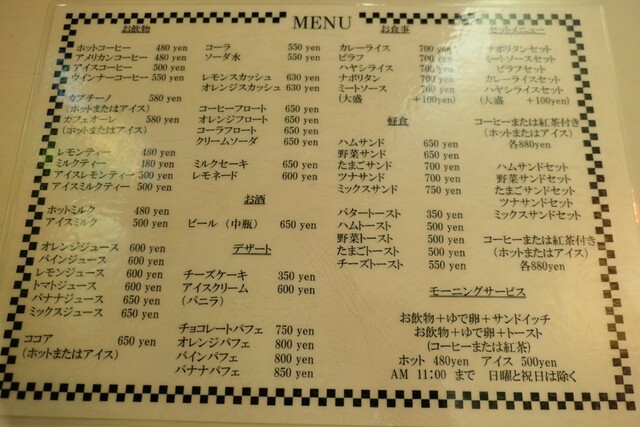 MENU
お飲物
ホットコーヒー 480 yen
アメリカンコーヒー 480 yen
アイスコーヒー 500 yen
ウインナーコーヒー 550 yen
カプチーノ 580 yen
(ホットまたはアイス)
カフェオーレ 580 yen
(ホットまたはアイス)
レモンティー 480 yen
ミルクティー 480 yen
アイスレモンティー 500 yen
アイスミルクティー 500 yen
ホットミルク 480 yen
アイスミルク 500 yen
オレンジジュース 600 yen
パインジュース 600 yen
レモンジュース 600 yen
トマトジュース 600 yen
バナナジュース 650 yen
ミックスジュース 650 yen
ココア 650 yen
(ホットまたはアイス)
コーラ 550 yen
ソーダ水 550 yen
レモンスカッシュ 630 yen
オレンジスカッシュ 630 yen
コーヒーフロート 650 yen
オレンジフロート 650 yen
コーラフロート 650 yen
クリームソーダ 650 yen
ミルクセーキ 650 yen
レモネード 600 yen
お酒
ビール (中瓶) 650 yen
デザート
チーズケーキ 350 yen
アイスクリーム 600 yen
(バニラ)
チョコレートパフェ 750 yen
オレンジパフェ 800 yen
パインパフェ 800 yen
バナナパフェ 850 yen
お食事
カレーライス 700 yen
ピラフ 700 yen
ハヤシライス 700 yen
ナポリタン 700 yen
ミートソース 700 yen
(大盛 +100yen)
軽食
ハムサンド 650 yen
野菜サンド 650 yen
たまごサンド 700 yen
ツナサンド 700 yen
ミックスサンド 750 yen
バタートースト 350 yen
ハムトースト 500 yen
野菜トースト 500 yen
たまごトースト 500 yen
チーズトースト 550 yen
セットメニュー
ナポリタンセット
ミートソースセット
ピラフセット
カレーライスセット
ハヤシライスセット
(大盛 +100yen)
コーヒーまたは紅茶付き
(ホットまたはアイス)
各880yen
ハムサンドセット
野菜サンドセット
たまごサンドセット
ツナサンドセット
ミックスサンドセット
コーヒーまたは紅茶付き
(ホットまたはアイス)
各880yen
モーニングサービス
お飲物+ゆで卵+サンドイッチ
お飲物+ゆで卵+トースト
(コーヒーまたは紅茶)
ホット 480yen アイス 500yen
AM 11:00 まで 日曜と祝日は除く